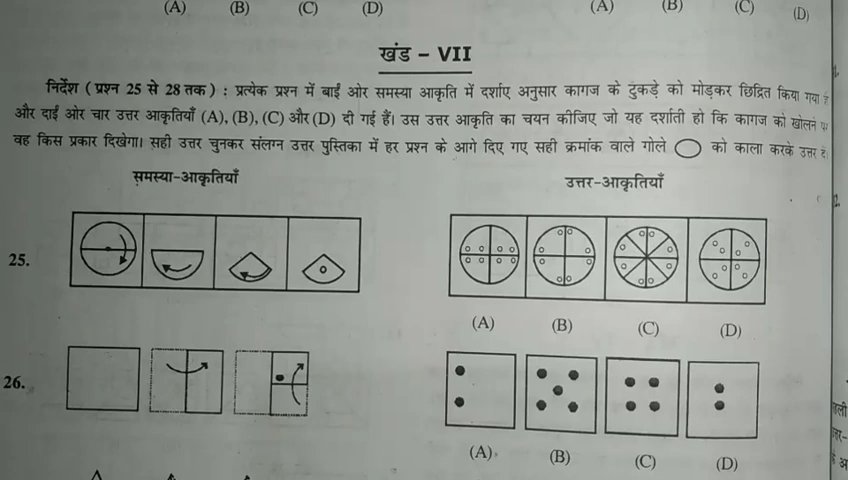 (A) (B) (C) (D) (A) (B) (C) (D)
खंड – VII
निर्देश ( प्रश्न 25 से 28 तक ) : प्रत्येक प्रश्न में बाईं ओर समस्या आकृति में दर्शाए अनुसार कागज के टुकड़े को मोड़कर छिद्रित किया गया है
और दाईं ओर चार उत्तर आकृतियाँ (A), (B), (C) और (D) दी गई हैं। उस उत्तर आकृति का चयन कीजिए जो यह दर्शाती हो कि कागज को खोलने पर
वह किस प्रकार दिखेगा। सही उत्तर चुनकर संलग्न उत्तर पुस्तिका में हर प्रश्न के आगे दिए गए सही क्रमांक वाले गोले को काला करके उत्तर दें।
समस्या-आकृतियाँ उत्तर-आकृतियाँ
25.
(A) (B) (C) (D)
26.
(A) (B) (C) (D)